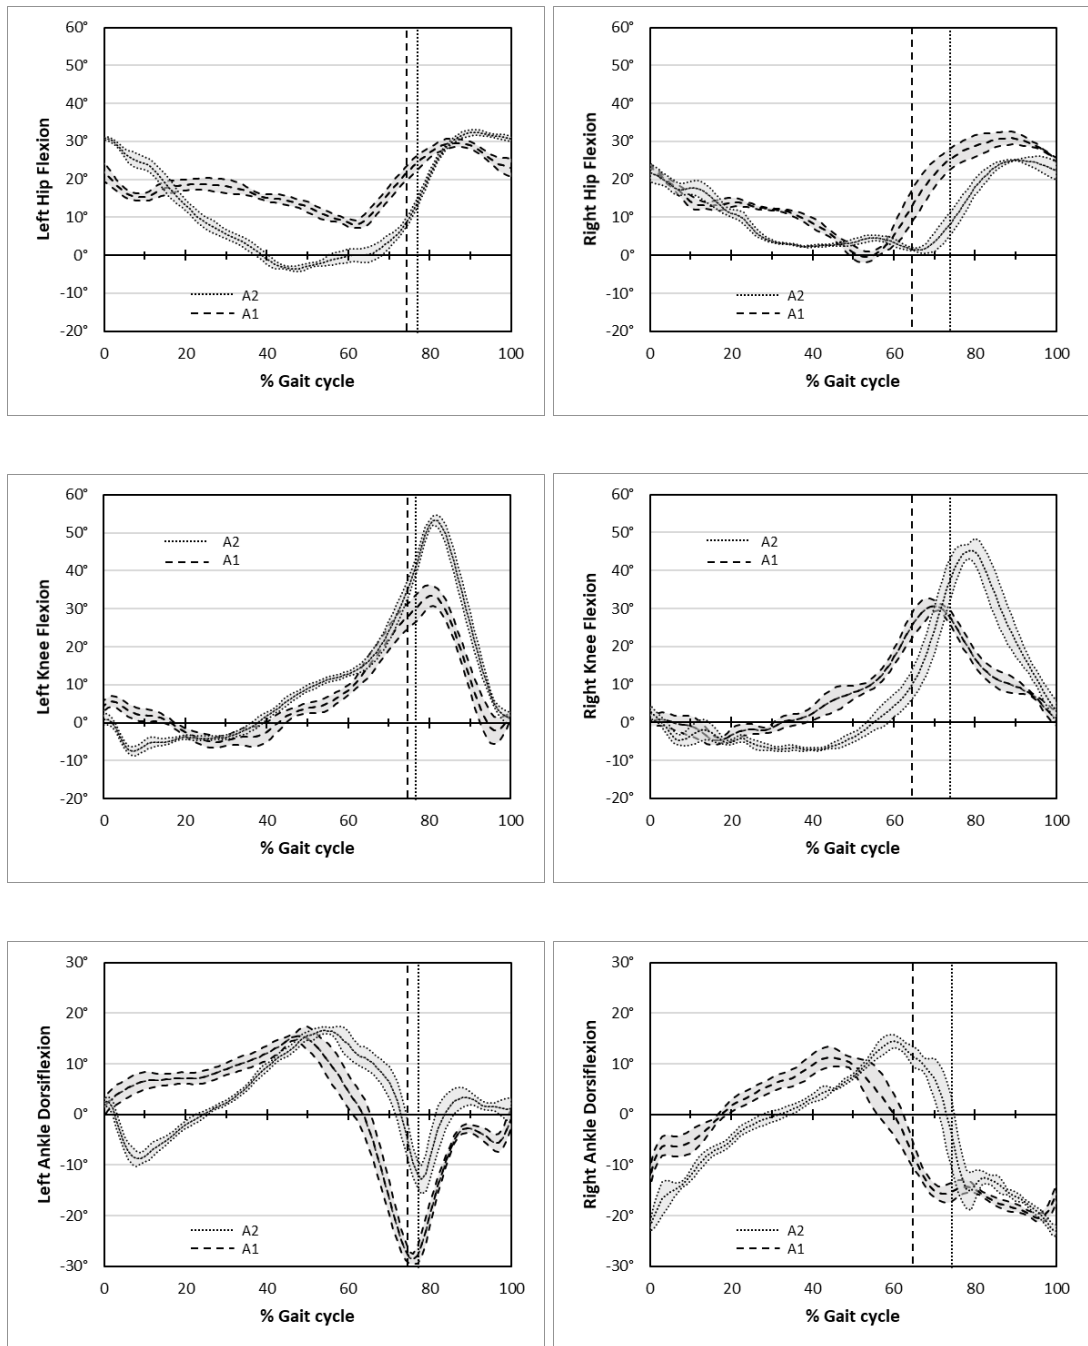 Left Hip Flexion
60°
50°
40°
30°
20°
10°
0°
-10°
-20°
A2
A1
0 20 40 60 80 100
% Gait cycle
Right Hip Flexion
60°
50°
40°
30°
20°
10°
0°
-10°
-20°
A2
A1
0 20 40 60 80 100
% Gait cycle
Left Knee Flexion
60°
50°
40°
30°
20°
10°
0°
-10°
-20°
A2
A1
0 20 40 60 80 100
% Gait cycle
Right Knee Flexion
60°
50°
40°
30°
20°
10°
0°
-10°
-20°
A2
A1
0 20 40 60 80 100
% Gait cycle
Left Ankle Dorsiflexion
30°
20°
10°
0°
-10°
-20°
-30°
A2
A1
0 20 40 60 80 100
% Gait cycle
Right Ankle Dorsiflexion
30°
20°
10°
0°
-10°
-20°
-30°
A2
A1
0 20 40 60 80 100
% Gait cycle